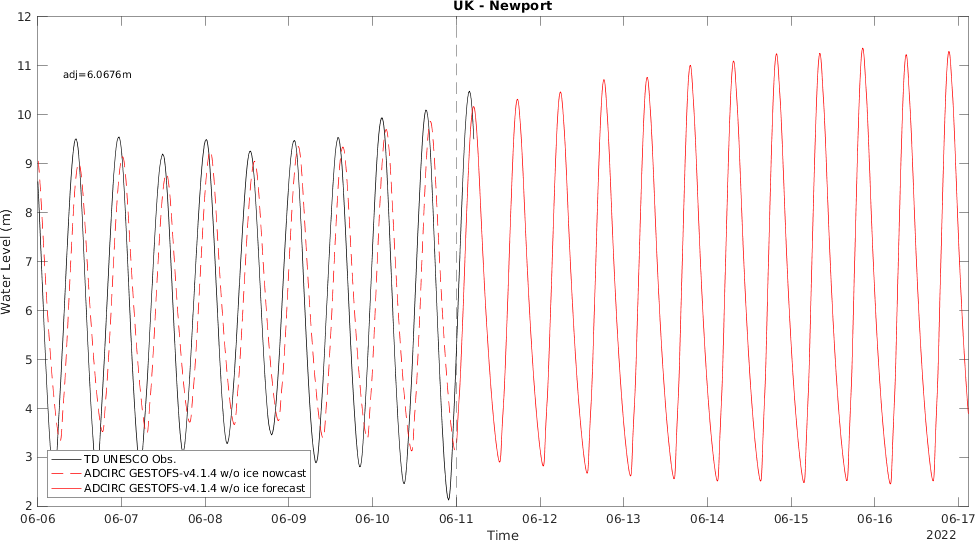 UK - Newport
12
11
10
9
8
7
6
5
4
3
2
Water Level (m)
adj=6.0676m
TD UNESCO Obs.
ADCIRC GESTOFS-v4.1.4 w/o ice nowcast
ADCIRC GESTOFS-v4.1.4 w/o ice forecast
06-06 06-07 06-08 06-09 06-10 06-11 06-12 06-13 06-14 06-15 06-16 06-17
Time
2022